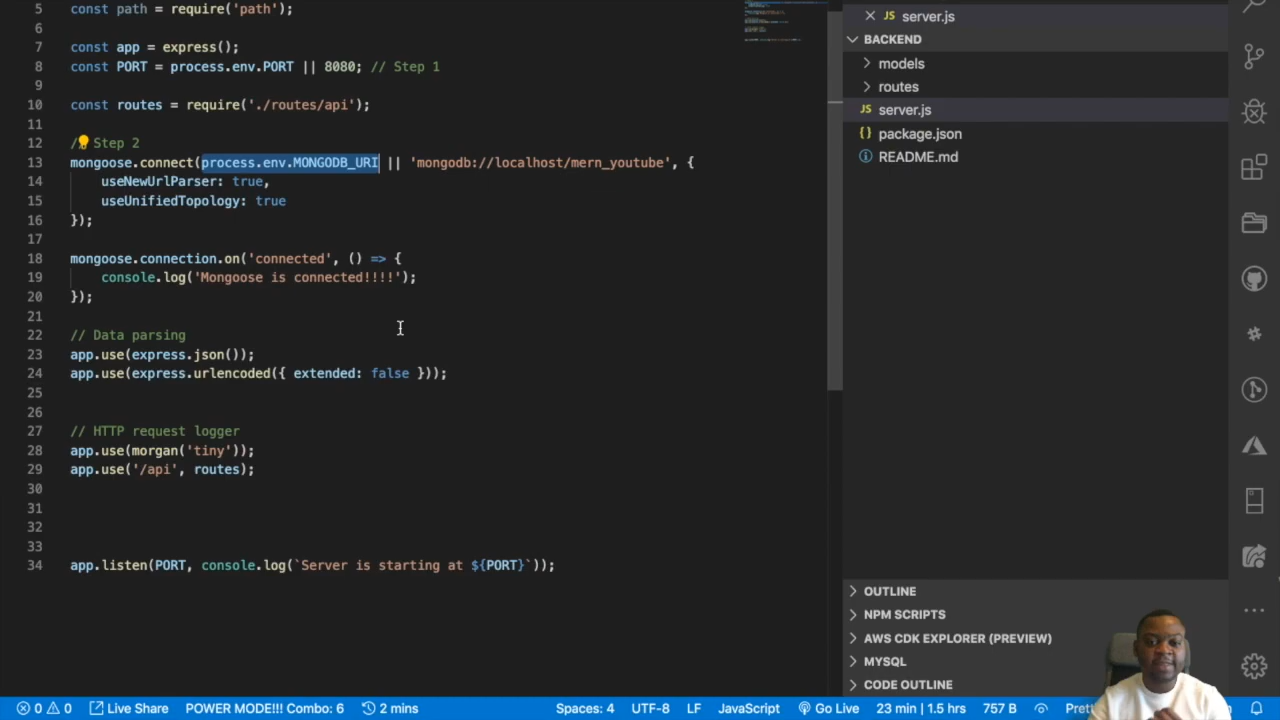 5 const path = require('path');
6
7 const app = express();
8 const PORT = process.env.PORT || 8080; // Step 1
9
10 const routes = require('./routes/api');
11
12 / Step 2
13 mongoose.connect(process.env.MONGODB_URI || 'mongodb://localhost/mern_youtube', {
14 useNewUrlParser: true,
15 useUnifiedTopology: true
16 });
17
18 mongoose.connection.on('connected', () => {
19 console.log('Mongoose is connected!!!!');
20 });
21
22 // Data parsing
23 app.use(express.json());
24 app.use(express.urlencoded({ extended: false }));
25
26
27 // HTTP request logger
28 app.use(morgan('tiny'));
29 app.use('/api', routes);
30
31
32
33
34 app.listen(PORT, console.log(`Server is starting at ${PORT}`));
JS server.js
BACKEND
models
routes
JS server.js
{} package.json
README.md
OUTLINE
NPM SCRIPTS
AWS CDK EXPLORER (PREVIEW)
MYSQL
CODE OUTLINE
0 0 Live Share POWER MODE!!! Combo: 6 2 mins Spaces: 4 UTF-8 LF JavaScript Go Live 23 min | 1.5 hrs 757 B